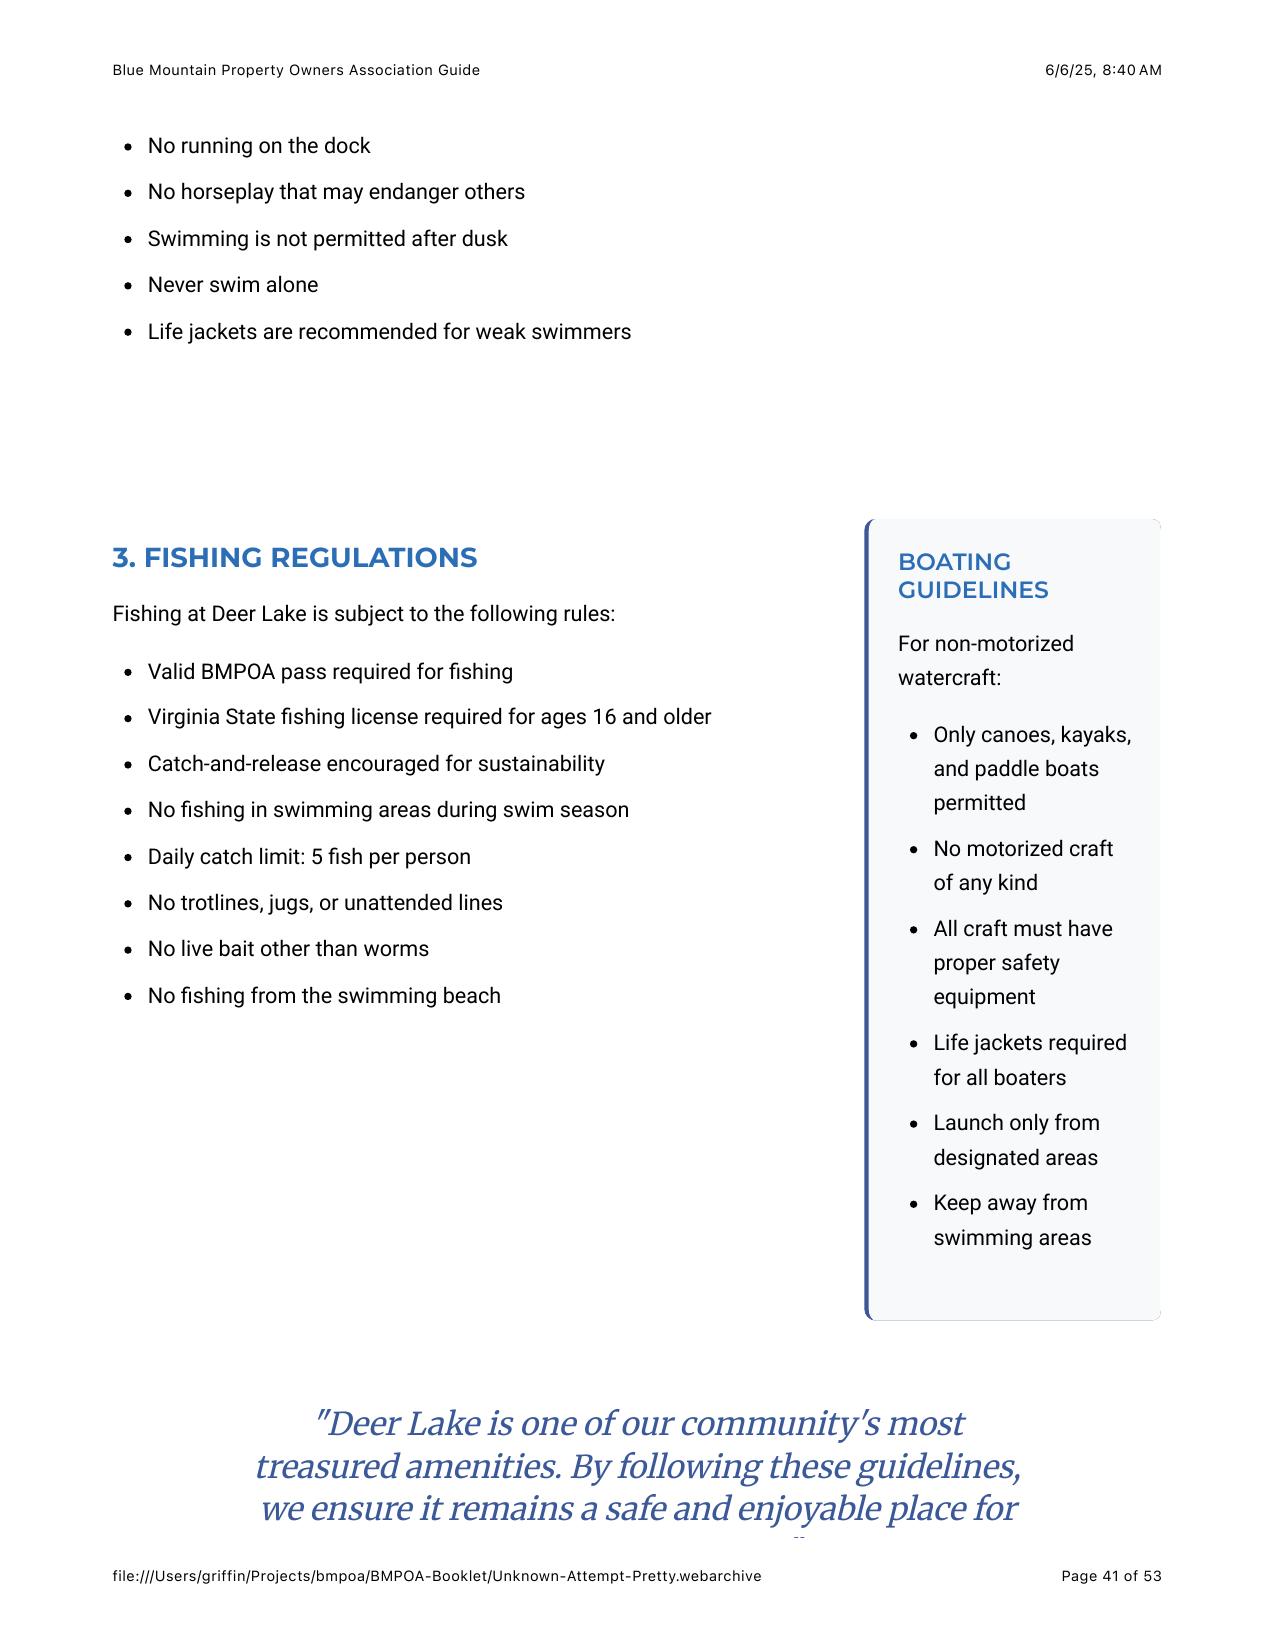 Blue Mountain Property Owners Association Guide 6/6/25, 8:40 AM
• No running on the dock
• No horseplay that may endanger others
• Swimming is not permitted after dusk
• Never swim alone
• Life jackets are recommended for weak swimmers
3. FISHING REGULATIONS
Fishing at Deer Lake is subject to the following rules:
• Valid BMPOA pass required for fishing
• Virginia State fishing license required for ages 16 and older
• Catch-and-release encouraged for sustainability
• No fishing in swimming areas during swim season
• Daily catch limit: 5 fish per person
• No trotlines, jugs, or unattended lines
• No live bait other than worms
• No fishing from the swimming beach
BOATING
GUIDELINES
For non-motorized
watercraft:
• Only canoes, kayaks,
and paddle boats
permitted
• No motorized craft
of any kind
• All craft must have
proper safety
equipment
• Life jackets required
for all boaters
• Launch only from
designated areas
• Keep away from
swimming areas
"Deer Lake is one of our community's most
treasured amenities. By following these guidelines,
we ensure it remains a safe and enjoyable place for
file:///Users/griffin/Projects/bmpoa/BMPOA-Booklet/Unknown-Attempt-Pretty.webarchive Page 41 of 53